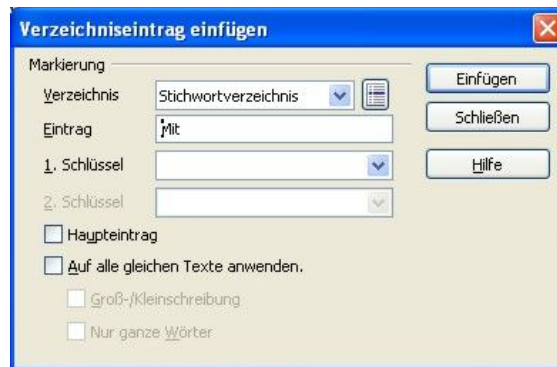 Verzeichniseintrag einfügen
Markierung
Verzeichnis Stichwortverzeichnis
Eintrag Mit
1. Schlüssel
2. Schlüssel
Haupteintrag
Auf alle gleichen Texte anwenden.
Groß-/Kleinschreibung
Nur ganze Wörter
Einfügen
Schließen
Hilfe